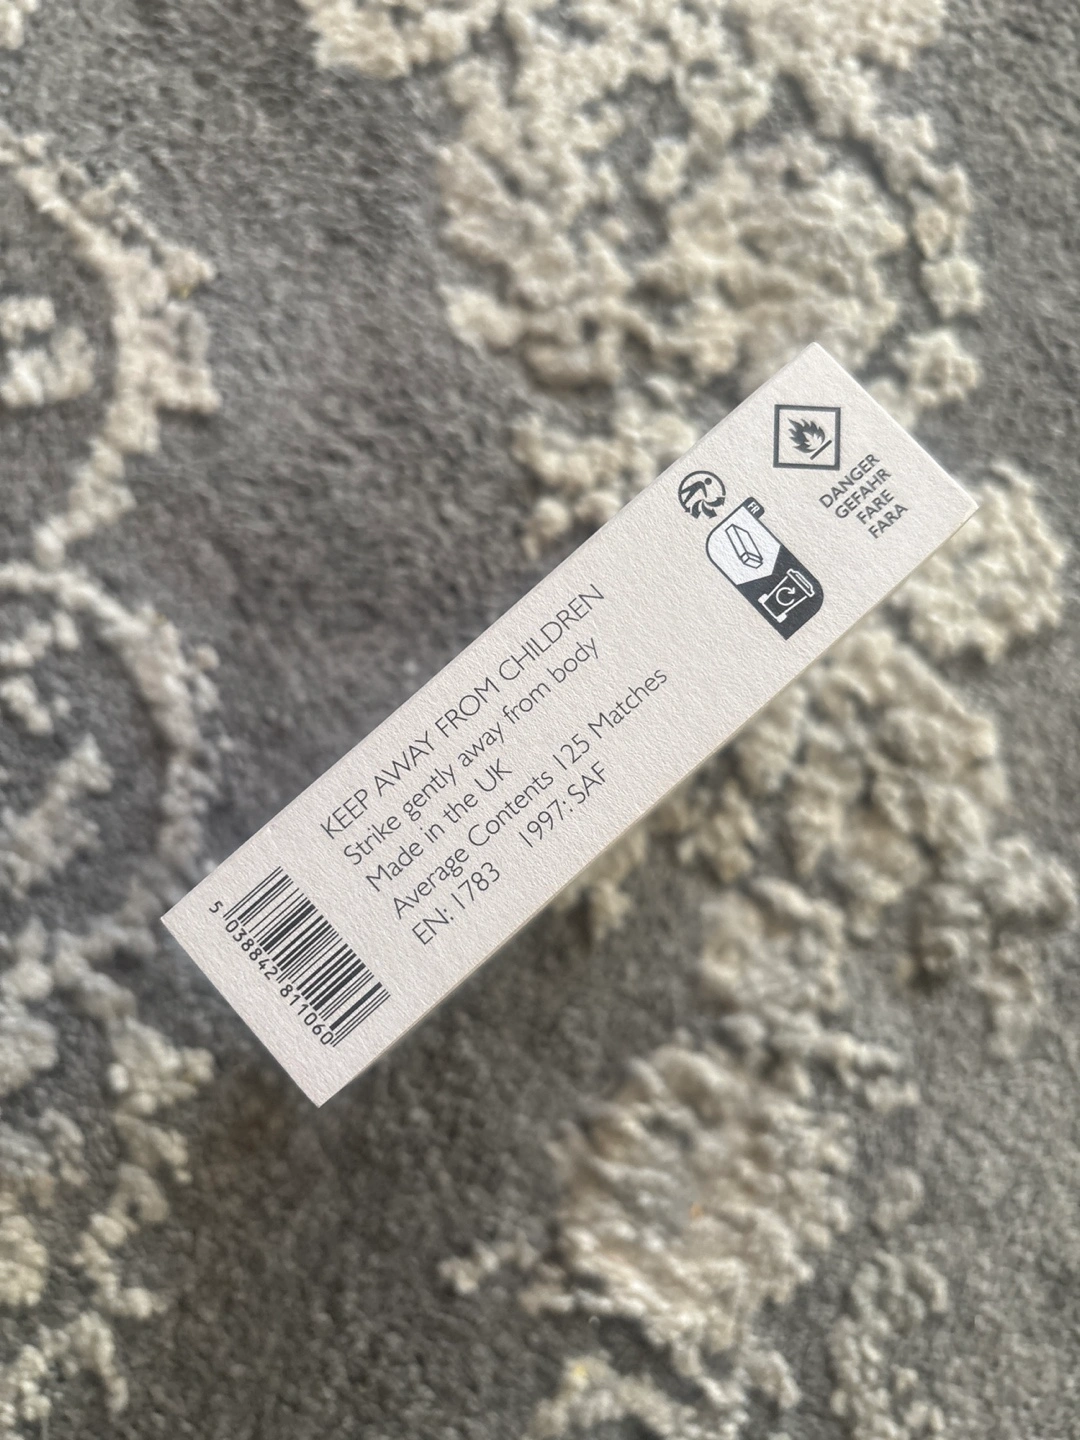 KEEP AWAY FROM CHILDREN
Strike gently away from body
Made in the UK
Average Contents 125 Matches
EN: 1783 1997: SAF
5 038842 811060
FR
DANGER
GEFAHR
FARE
FARA